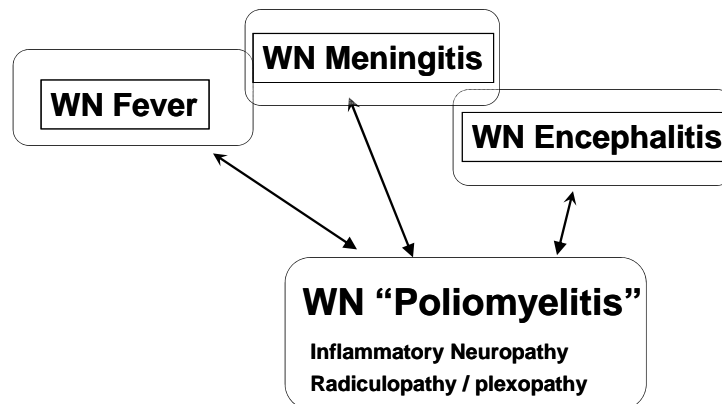 WN Meningitis
WN Fever
WN Encephalitis
WN “Poliomyelitis”
Inflammatory Neuropathy
Radiculopathy / plexopathy